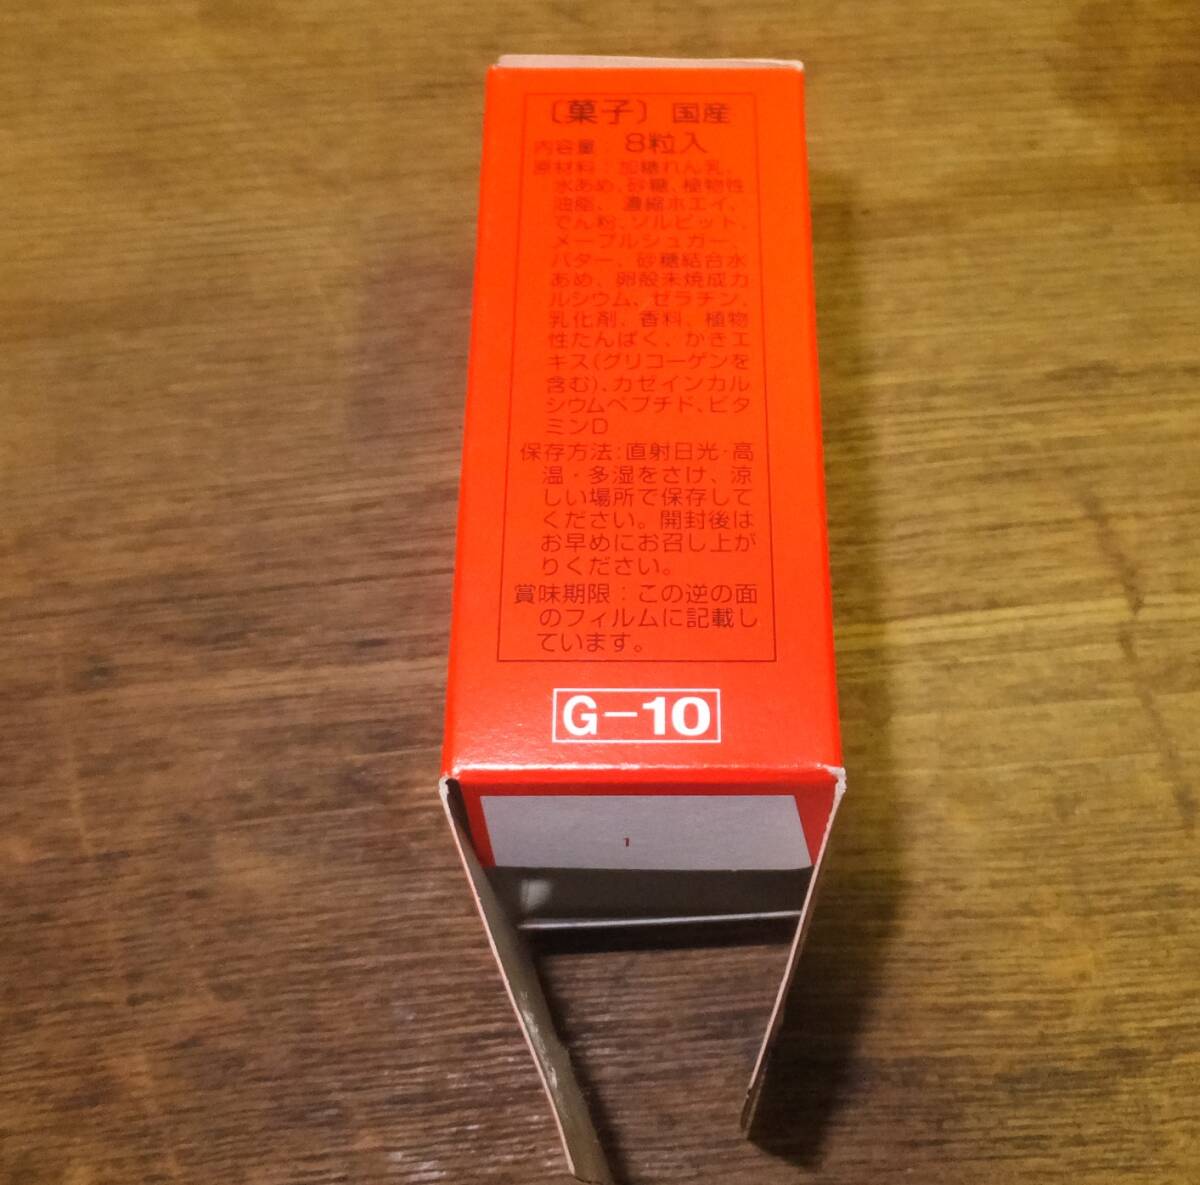 〔菓子〕 国産
内容量 8粒入
原材料:加糖れん乳、
水あめ、砂糖、植物性
油脂、濃縮ホエイ、
でん粉、ソルビット、
メープルシュガー、
バター、砂糖結合水
あめ、卵殻未焼成カ
ルシウム、ゼラチン、
乳化剤、香料、植物
性たんぱく、かきエ
キス(グリコーゲンを
含む)、カゼインカル
シウムペプチド、ビタ
ミンD
保存方法:直射日光・高
温・多湿をさけ、涼
しい場所で保存して
ください。開封後は
お早めにお召し上が
りください。
賞味期限:この逆の面
のフィルムに記載し
ています。
G-10
1